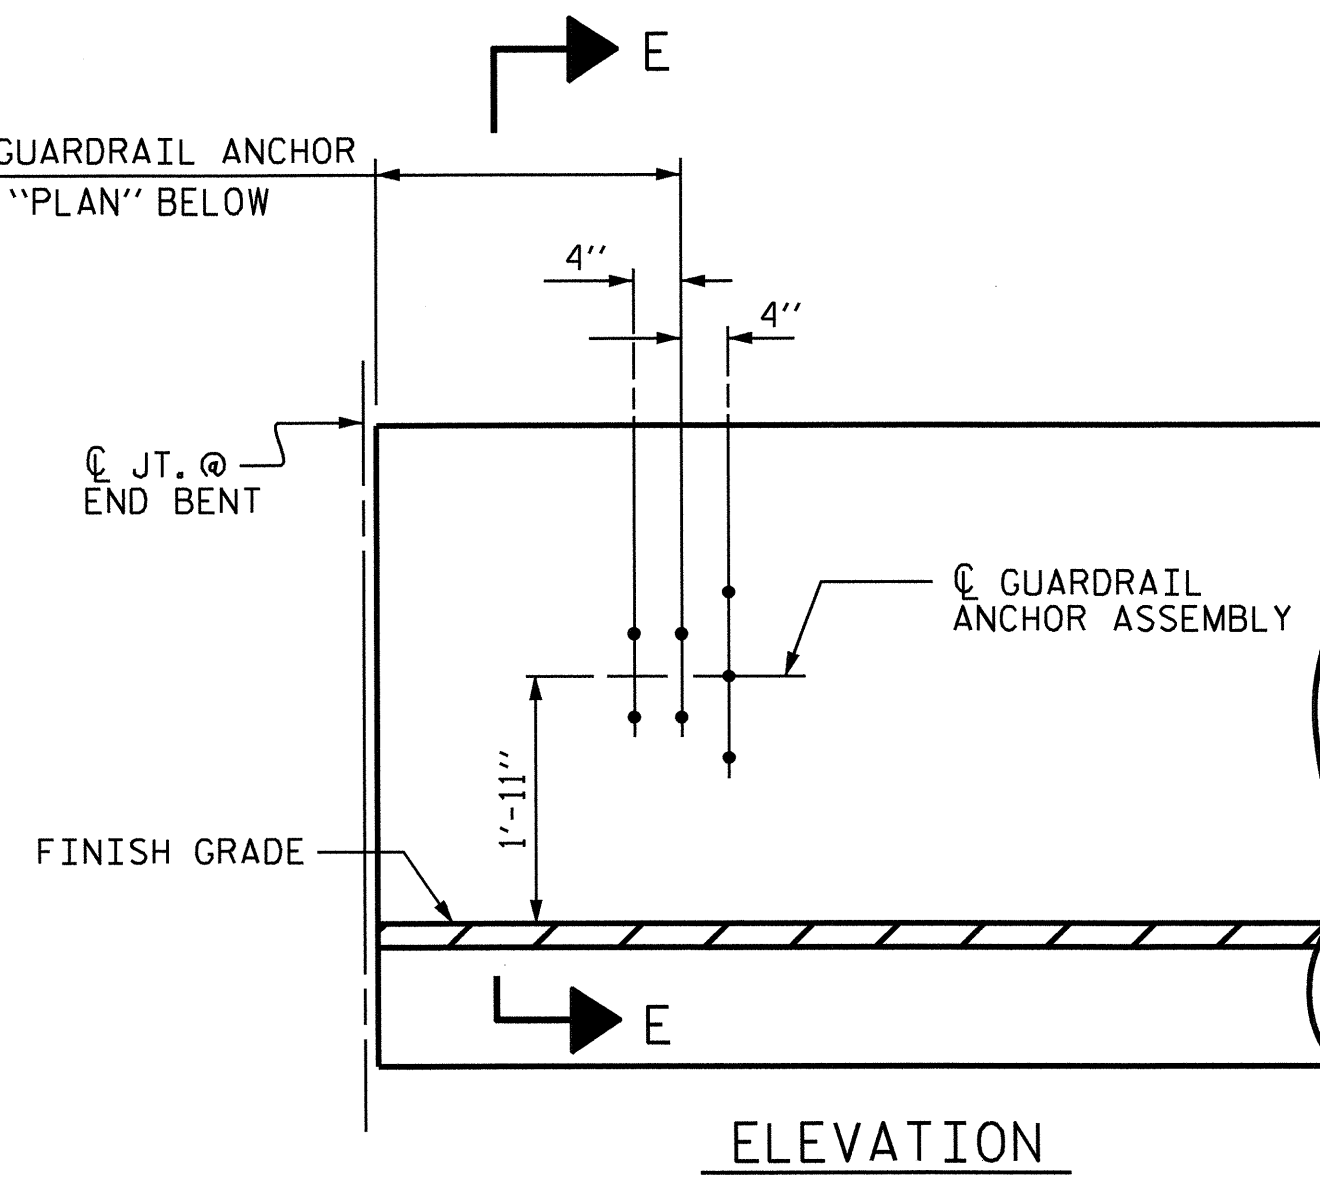 E
GUARDRAIL ANCHOR
"PLAN" BELOW
4"
4"
℄ JT. @
END BENT
℄ GUARDRAIL
ANCHOR ASSEMBLY
1'-11"
FINISH GRADE
E
ELEVATION